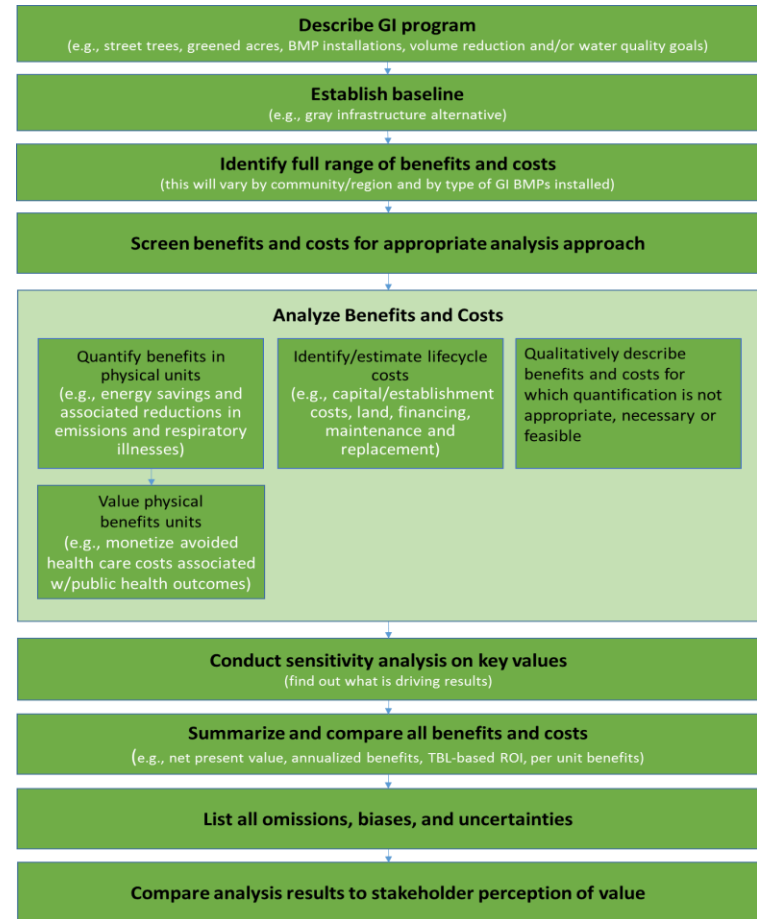 Describe GI program
(e.g., street trees, greened acres, BMP installations, volume reduction and/or water quality goals)
Establish baseline
(e.g., gray infrastructure alternative)
Identify full range of benefits and costs
(this will vary by community/region and by type of GI BMPs installed)
Screen benefits and costs for appropriate analysis approach
Analyze Benefits and Costs
Quantify benefits in
physical units
(e.g., energy savings and
associated reductions in
emissions and respiratory
illnesses)
Value physical
benefits units
(e.g., monetize avoided
health care costs associated
w/public health outcomes)
Identify/estimate lifecycle
costs
(e.g., capital/establishment
costs, land, financing,
maintenance and
replacement)
Qualitatively describe
benefits and costs for
which quantification is not
appropriate, necessary or
feasible
Conduct sensitivity analysis on key values
(find out what is driving results)
Summarize and compare all benefits and costs
(e.g., net present value, annualized benefits, TBL-based ROI, per unit benefits)
List all omissions, biases, and uncertainties
Compare analysis results to stakeholder perception of value